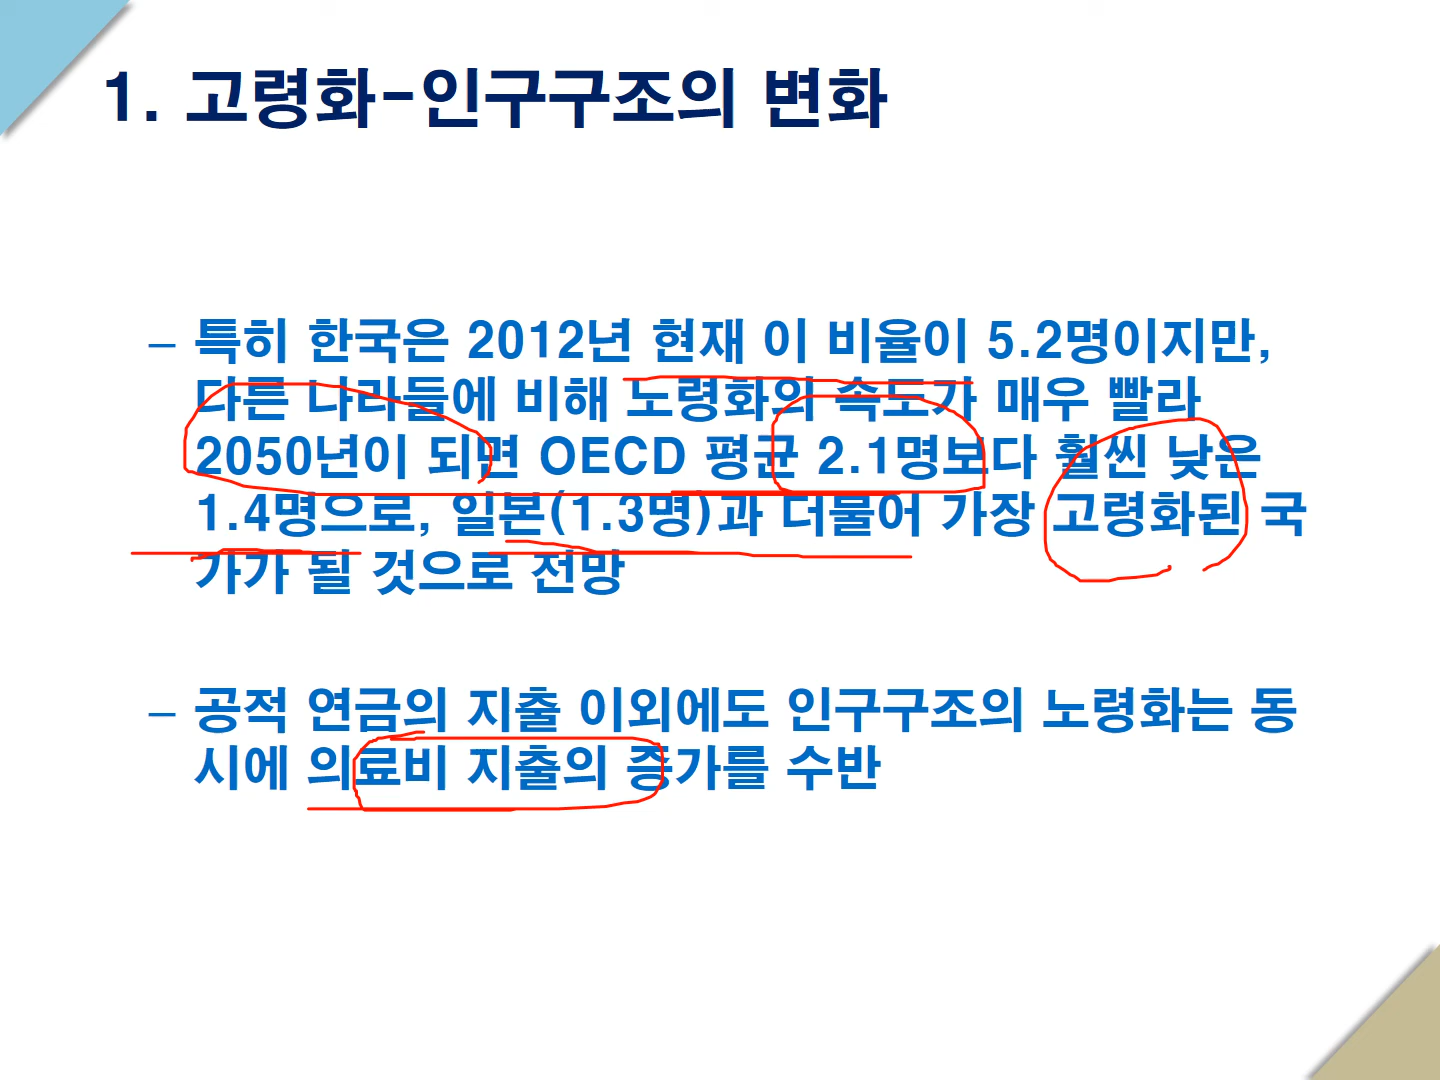 1. 고령화-인구구조의 변화
– 특히 한국은 2012년 현재 이 비율이 5.2명이지만,
다른 나라들에 비해 노령화의 속도가 매우 빨라
2050년이 되면 OECD 평균 2.1명보다 훨씬 낮은
1.4명으로, 일본(1.3명)과 더불어 가장 고령화된 국
가가 될 것으로 전망
– 공적 연금의 지출 이외에도 인구구조의 노령화는 동
시에 의료비 지출의 증가를 수반